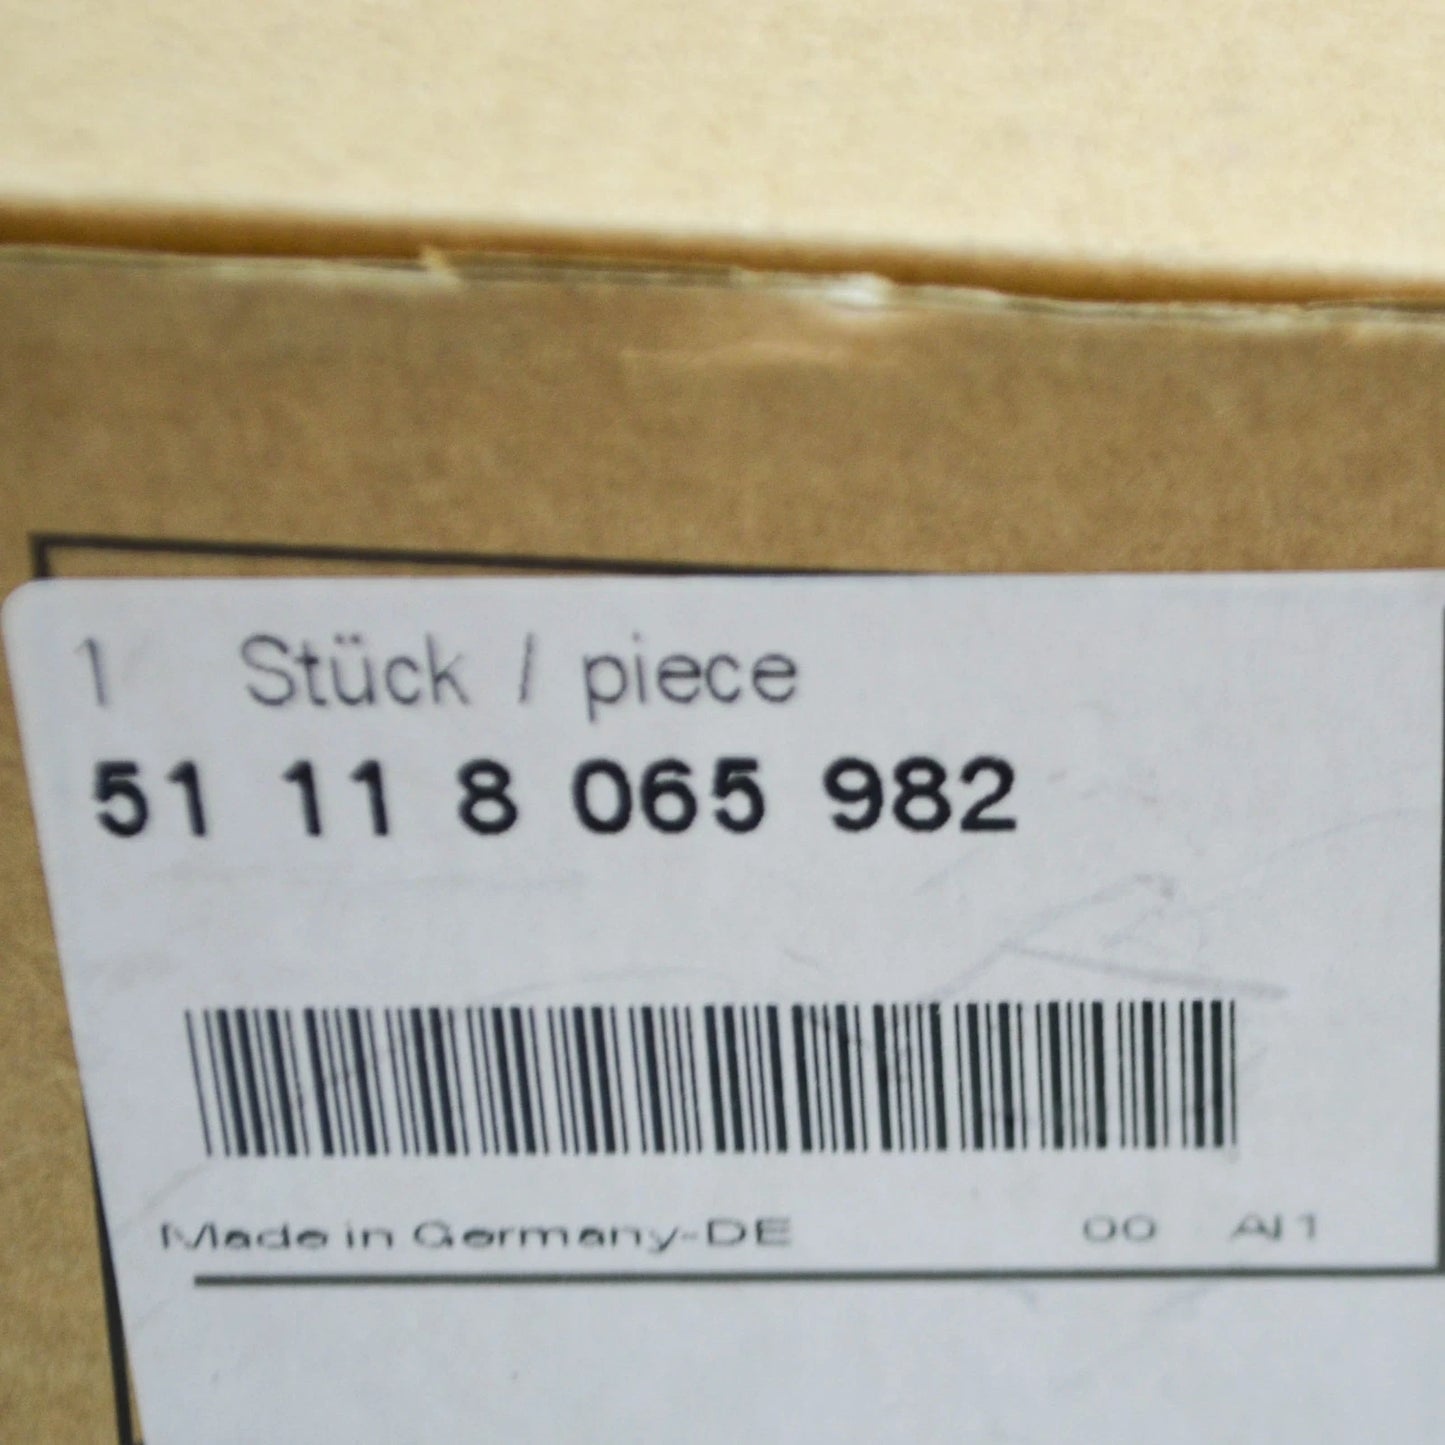 1 Stück / piece
51 11 8 065 982
Made in Germany-DE 00 AI1